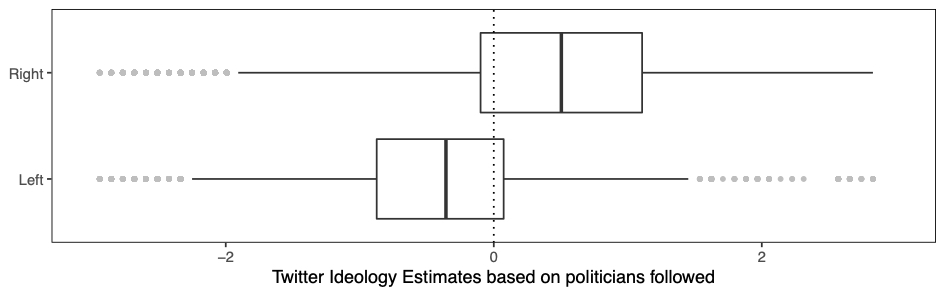 Right
Left
−2
0
2
Twitter Ideology Estimates based on politicians followed